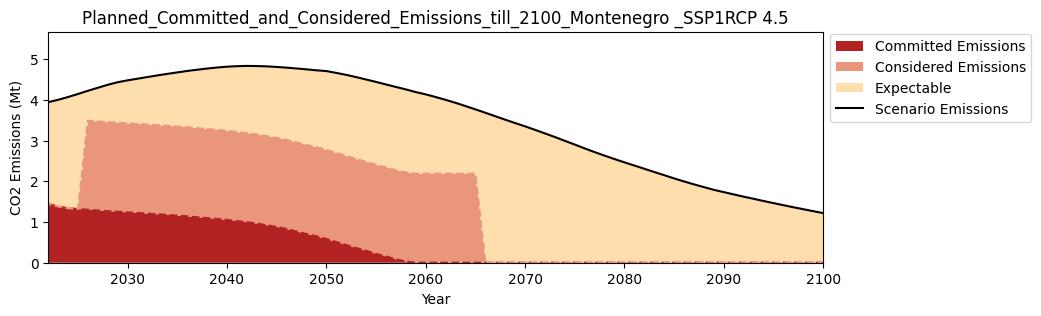 Planned_Committed_and_Considered_Emissions_till_2100_Montenegro _SSP1RCP 4.5
Committed Emissions
Considered Emissions
Expectable
Scenario Emissions
CO2 Emissions (Mt)
5
4
3
2
1
0
2030 2040 2050 2060 2070 2080 2090 2100
Year